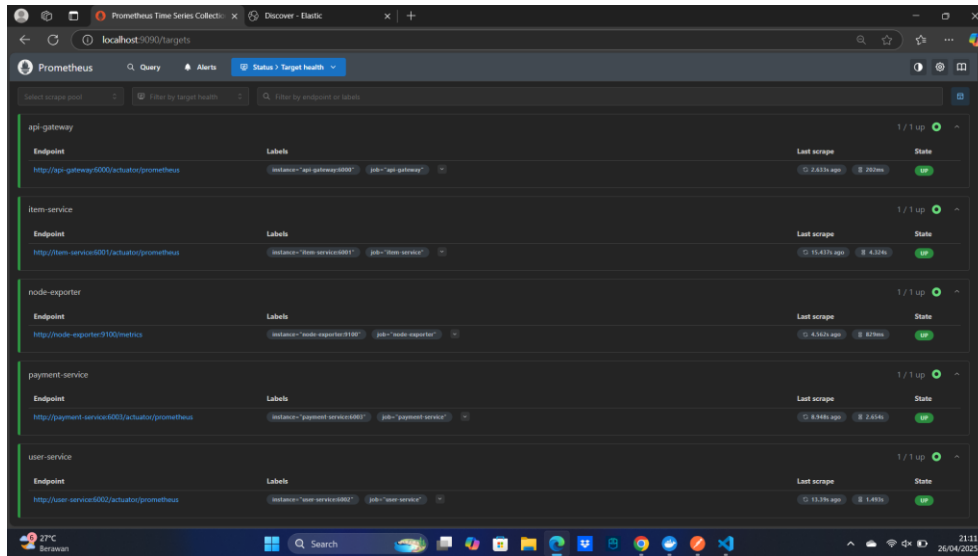 Prometheus Time Series Collectio
Discover - Elastic
localhost:9090/targets
Prometheus
Query
Alerts
Status > Target health
Select scrape pool
Filter by target health
Filter by endpoint or labels
api-gateway
1 / 1 up
Endpoint Labels Last scrape State
http://api-gateway:6000/actuator/prometheus instance="api-gateway:6000" job="api-gateway" 2.633s ago 202ms UP
item-service
1 / 1 up
Endpoint Labels Last scrape State
http://item-service:6001/actuator/prometheus instance="item-service:6001" job="item-service" 15.437s ago 4.324s UP
node-exporter
1 / 1 up
Endpoint Labels Last scrape State
http://node-exporter:9100/metrics instance="node-exporter:9100" job="node-exporter" 4.562s ago 829ms UP
payment-service
1 / 1 up
Endpoint Labels Last scrape State
http://payment-service:6003/actuator/prometheus instance="payment-service:6003" job="payment-service" 8.948s ago 2.654s UP
user-service
1 / 1 up
Endpoint Labels Last scrape State
http://user-service:6002/actuator/prometheus instance="user-service:6002" job="user-service" 13.39s ago 1.493s UP
6
27°C
Berawan
Search